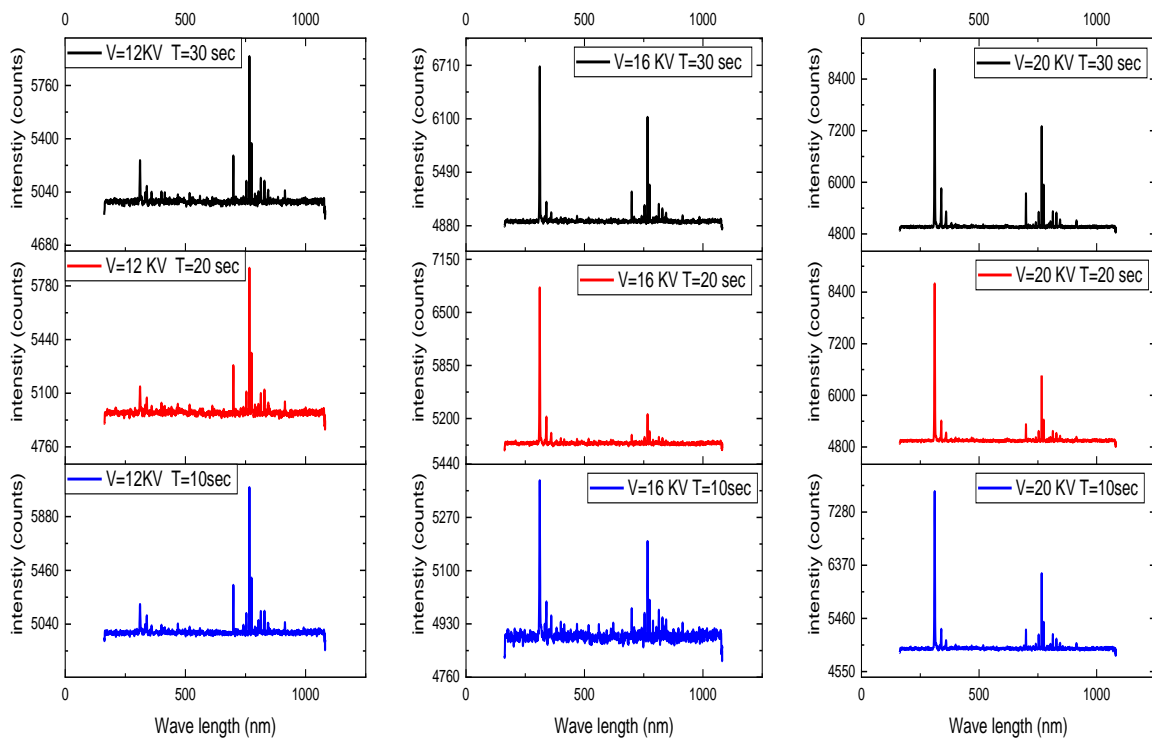 0 500 1000
0 500 1000
0 500 1000
V=12KV T=30 sec
V=16 KV T=30 sec
V=20 KV T=30 sec
intenstiy (counts)
5760
5400
5040
4680
intenstiy (counts)
6710
6100
5490
4880
intenstiy (counts)
8400
7200
6000
4800
V=12 KV T=20 sec
V=16 KV T=20 sec
V=20 KV T=20 sec
intenstiy (counts)
5780
5440
5100
4760
intenstiy (counts)
7150
6500
5850
5200
intenstiy (counts)
8400
7200
6000
4800
V=12KV T=10sec
V=16 KV T=10sec
V=20 KV T=10sec
intenstiy (counts)
5880
5460
5040
intenstiy (counts)
5440
5270
5100
4930
4760
intenstiy (counts)
7280
6370
5460
4550
0 500 1000
0 500 1000
0 500 1000
Wave length (nm)
Wave length (nm)
Wave length (nm)